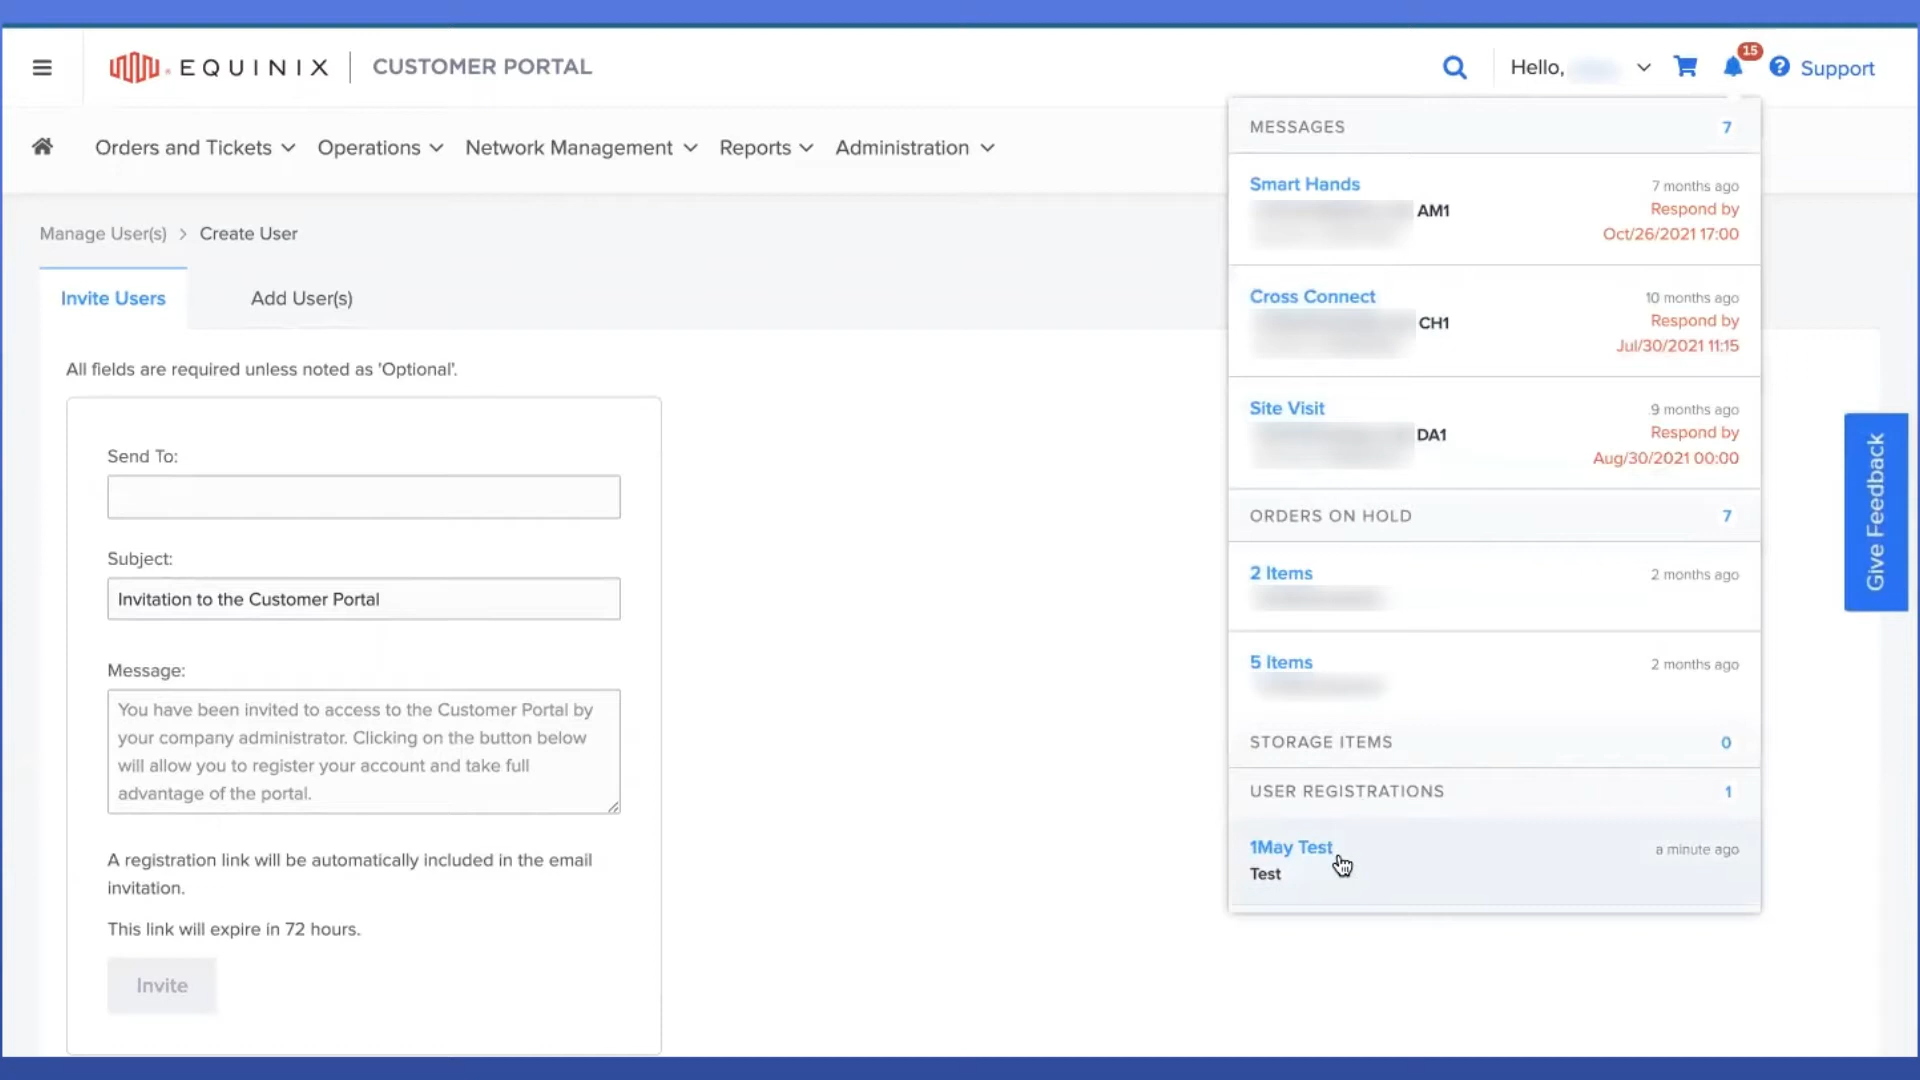 EQUINIX | CUSTOMER PORTAL
Hello,
15
Support
Orders and Tickets
Operations
Network Management
Reports
Administration
Manage User(s) > Create User
Invite Users
Add User(s)
All fields are required unless noted as 'Optional'.
Send To:
Subject:
Invitation to the Customer Portal
Message:
You have been invited to access to the Customer Portal by
your company administrator. Clicking on the button below
will allow you to register your account and take full
advantage of the portal.
A registration link will be automatically included in the email
invitation.
This link will expire in 72 hours.
Invite
MESSAGES 7
Smart Hands 7 months ago
AM1 Respond by
Oct/26/2021 17:00
Cross Connect 10 months ago
CH1 Respond by
Jul/30/2021 11:15
Site Visit 9 months ago
DA1 Respond by
Aug/30/2021 00:00
ORDERS ON HOLD 7
2 Items 2 months ago
5 Items 2 months ago
STORAGE ITEMS 0
USER REGISTRATIONS 1
1May Test a minute ago
Test
Give Feedback